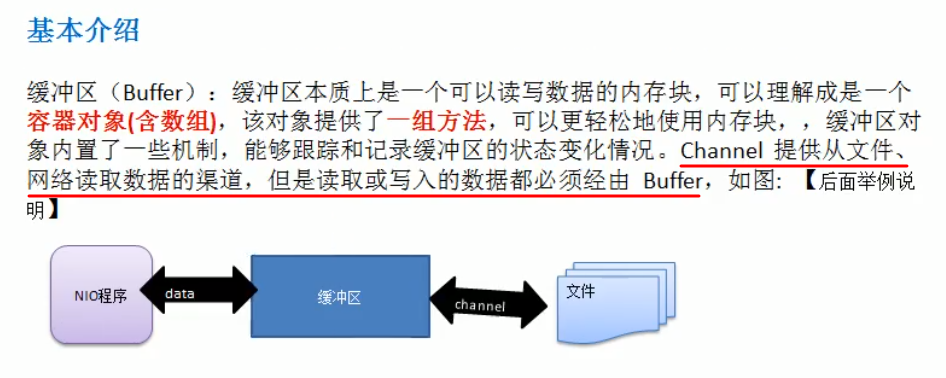 基本介绍
缓冲区（Buffer）：缓冲区本质上是一个可以读写数据的内存块，可以理解成是一个
容器对象(含数组)，该对象提供了一组方法，可以更轻松地使用内存块，，缓冲区对
象内置了一些机制，能够跟踪和记录缓冲区的状态变化情况。Channel 提供从文件、
网络读取数据的渠道，但是读取或写入的数据都必须经由 Buffer，如图: 【后面举例说
明】
NIO程序
data
缓冲区
channel
文件